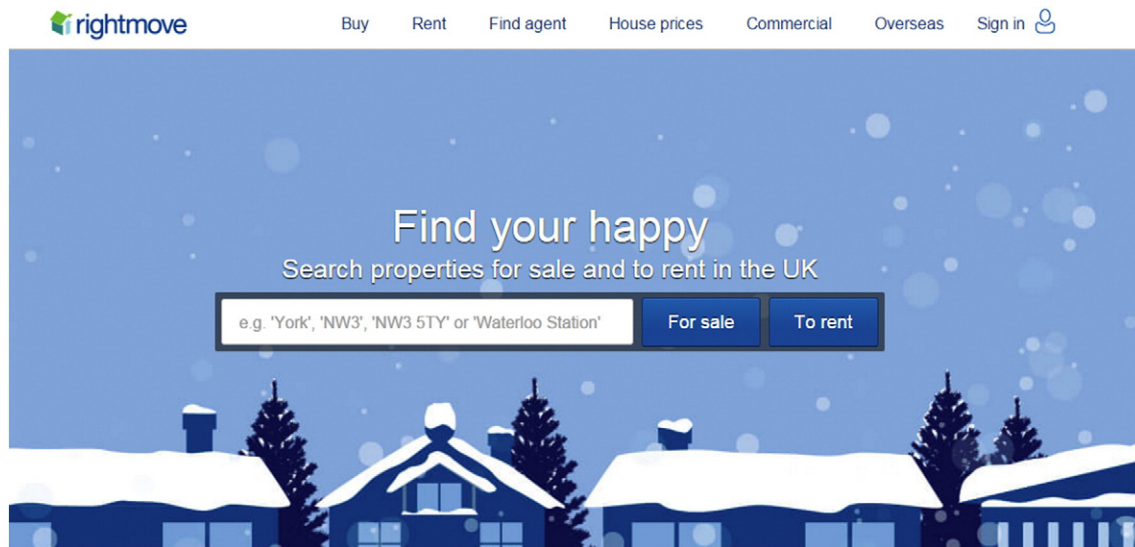 rightmove Buy Rent Find agent House prices Commercial Overseas Sign in
Find your happy
Search properties for sale and to rent in the UK
e.g. 'York', 'NW3', 'NW3 5TY' or 'Waterloo Station' For sale To rent